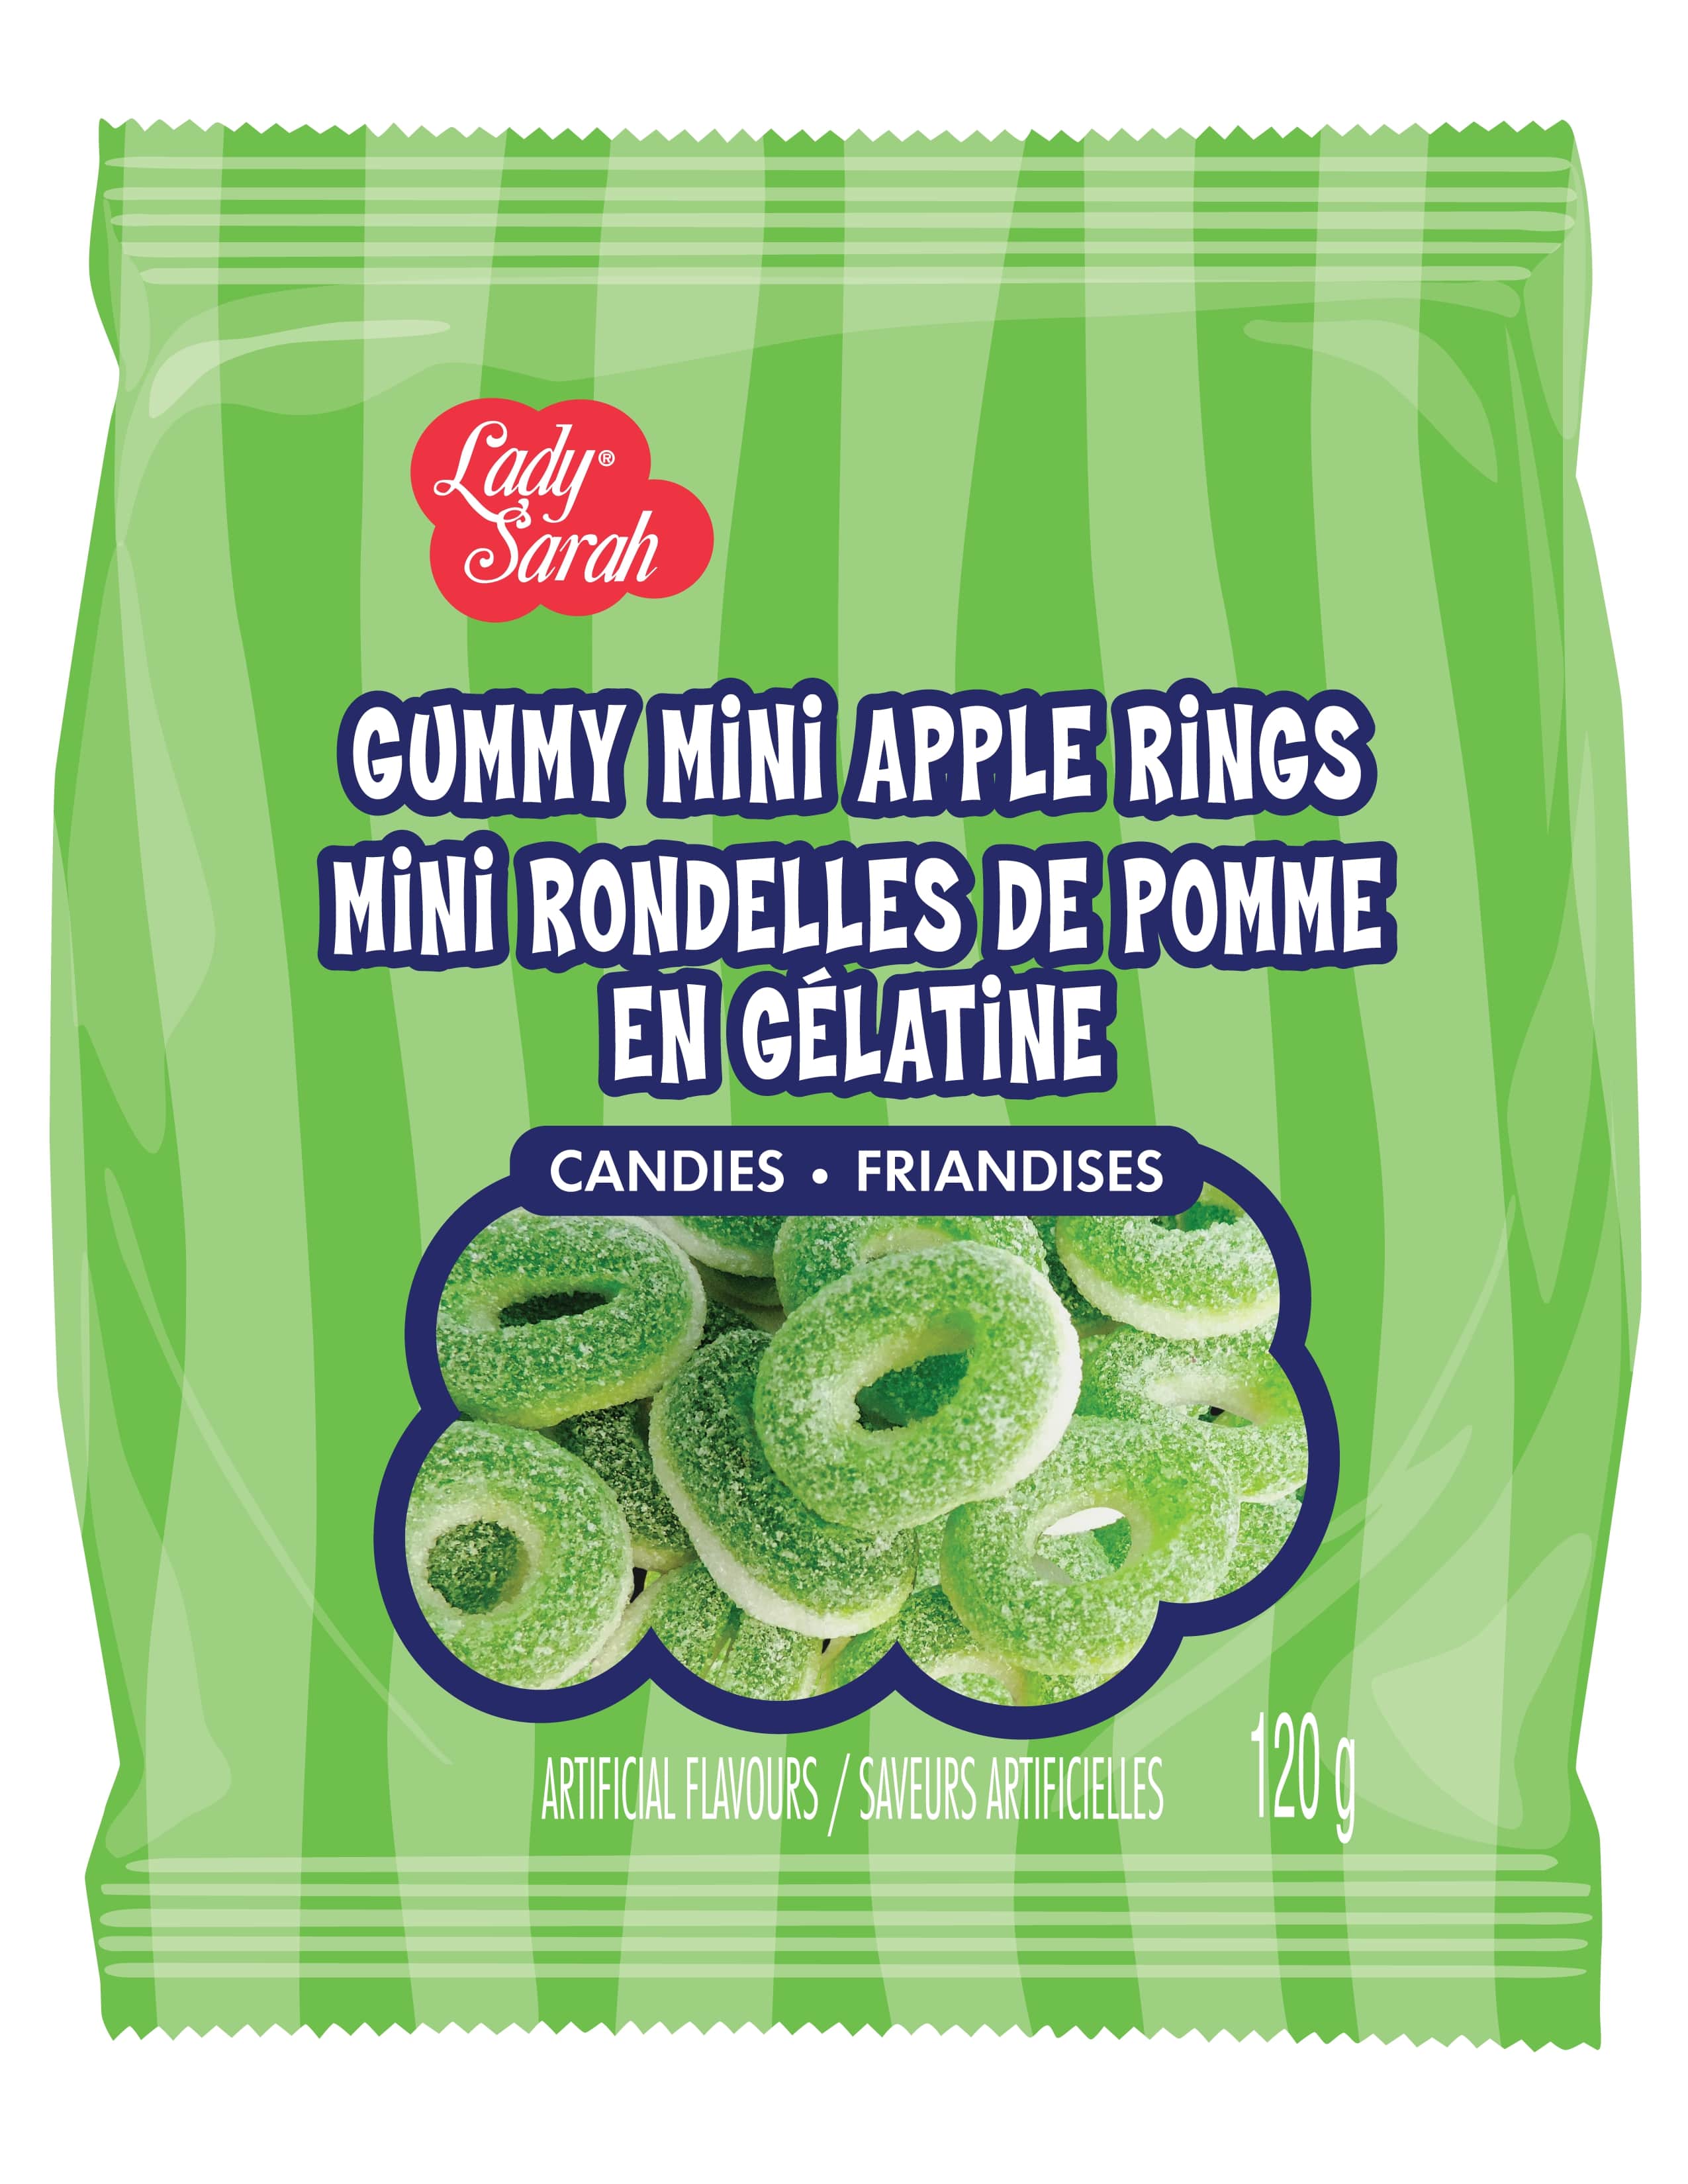 Lady®
Sarah
GUMMY MiNi APPLE RiNGS
MiNi RONDELLES DE POMME
EN GÉLATiNE
CANDIES • FRIANDISES
ARTIFICIAL FLAVOURS / SAVEURS ARTIFICIELLES
120 g